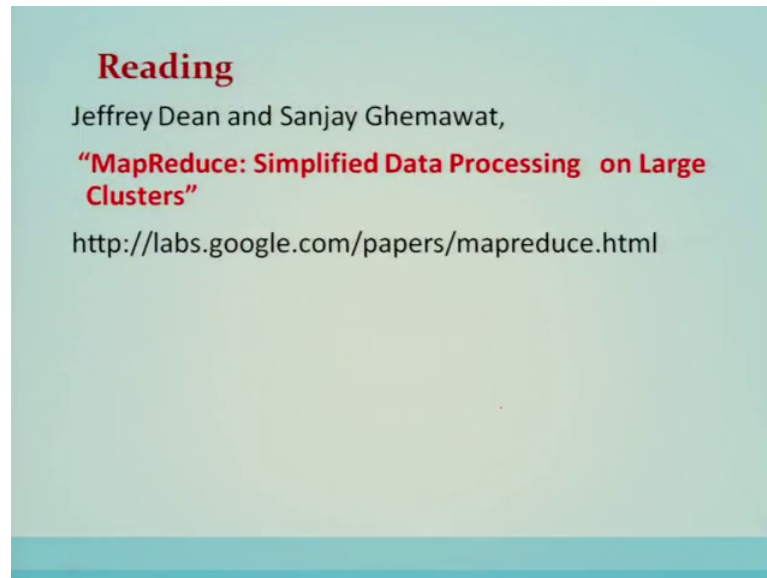 Reading
Jeffrey Dean and Sanjay Ghemawat,
“MapReduce: Simplified Data Processing on Large
Clusters”
http://labs.google.com/papers/mapreduce.html